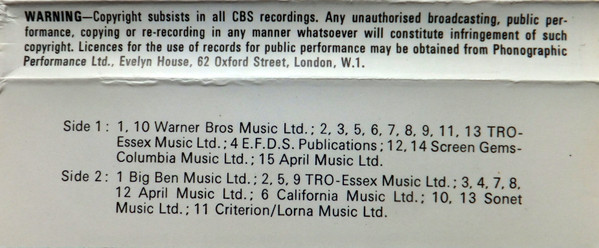 WARNING—Copyright subsists in all CBS recordings. Any unauthorised broadcasting, public per-
formance, copying or re-recording in any manner whatsoever will constitute infringement of such
copyright. Licences for the use of records for public performance may be obtained from Phonographic
Performance Ltd., Evelyn House, 62 Oxford Street, London, W.1.
Side 1: 1, 10 Warner Bros Music Ltd.; 2, 3, 5, 6, 7, 8, 9, 11, 13 TRO-
Essex Music Ltd.; 4 E.F.D.S. Publications; 12, 14 Screen Gems-
Columbia Music Ltd.; 15 April Music Ltd.
Side 2: 1 Big Ben Music Ltd.; 2, 5, 9 TRO-Essex Music Ltd.; 3, 4, 7, 8,
12 April Music Ltd.; 6 California Music Ltd.; 10, 13 Sonet
Music Ltd.; 11 Criterion/Lorna Music Ltd.